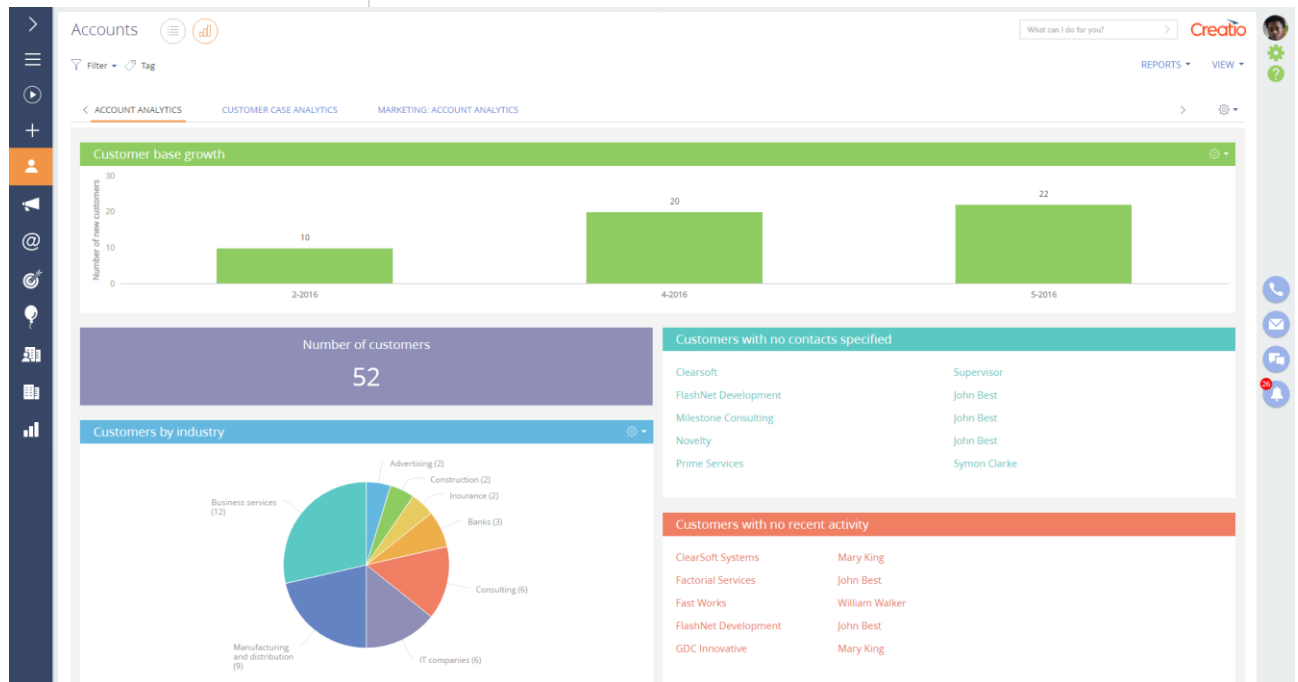 Accounts
What can I do for you?
Creatio
Filter
Tag
REPORTS
VIEW
ACCOUNT ANALYTICS
CUSTOMER CASE ANALYTICS
MARKETING: ACCOUNT ANALYTICS
Customer base growth
Number of new customers
30
20
10
0
10
20
22
2-2016
4-2016
5-2016
Number of customers
52
Customers by industry
Advertising (2)
Construction (2)
Insurance (2)
Banks (3)
Consulting (6)
IT companies (6)
Manufacturing
and distribution
(9)
Business services
(12)
Customers with no contacts specified
Clearsoft Supervisor
FlashNet Development John Best
Milestone Consulting John Best
Novelty John Best
Prime Services Symon Clarke
Customers with no recent activity
ClearSoft Systems Mary King
Factorial Services John Best
Fast Works William Walker
FlashNet Development John Best
GDC Innovative Mary King
26